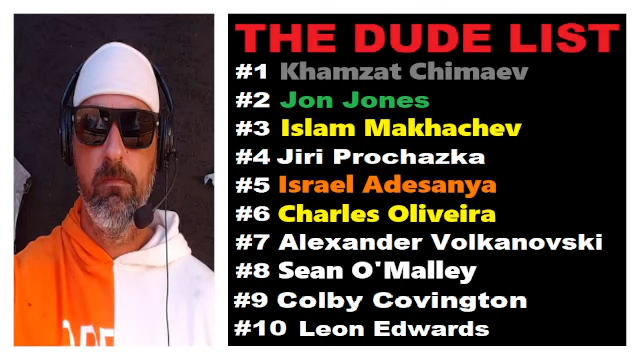 THE DUDE LIST
#1 Khamzat Chimaev
#2 Jon Jones
#3 Islam Makhachev
#4 Jiri Prochazka
#5 Israel Adesanya
#6 Charles Oliveira
#7 Alexander Volkanovski
#8 Sean O'Malley
#9 Colby Covington
#10 Leon Edwards